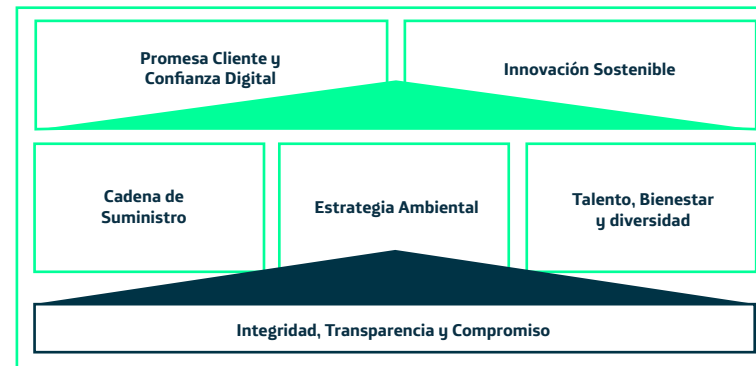 Promesa Cliente y
Confianza Digital
Innovación Sostenible
Cadena de
Suministro
Estrategia Ambiental
Talento, Bienestar
y diversidad
Integridad, Transparencia y Compromiso